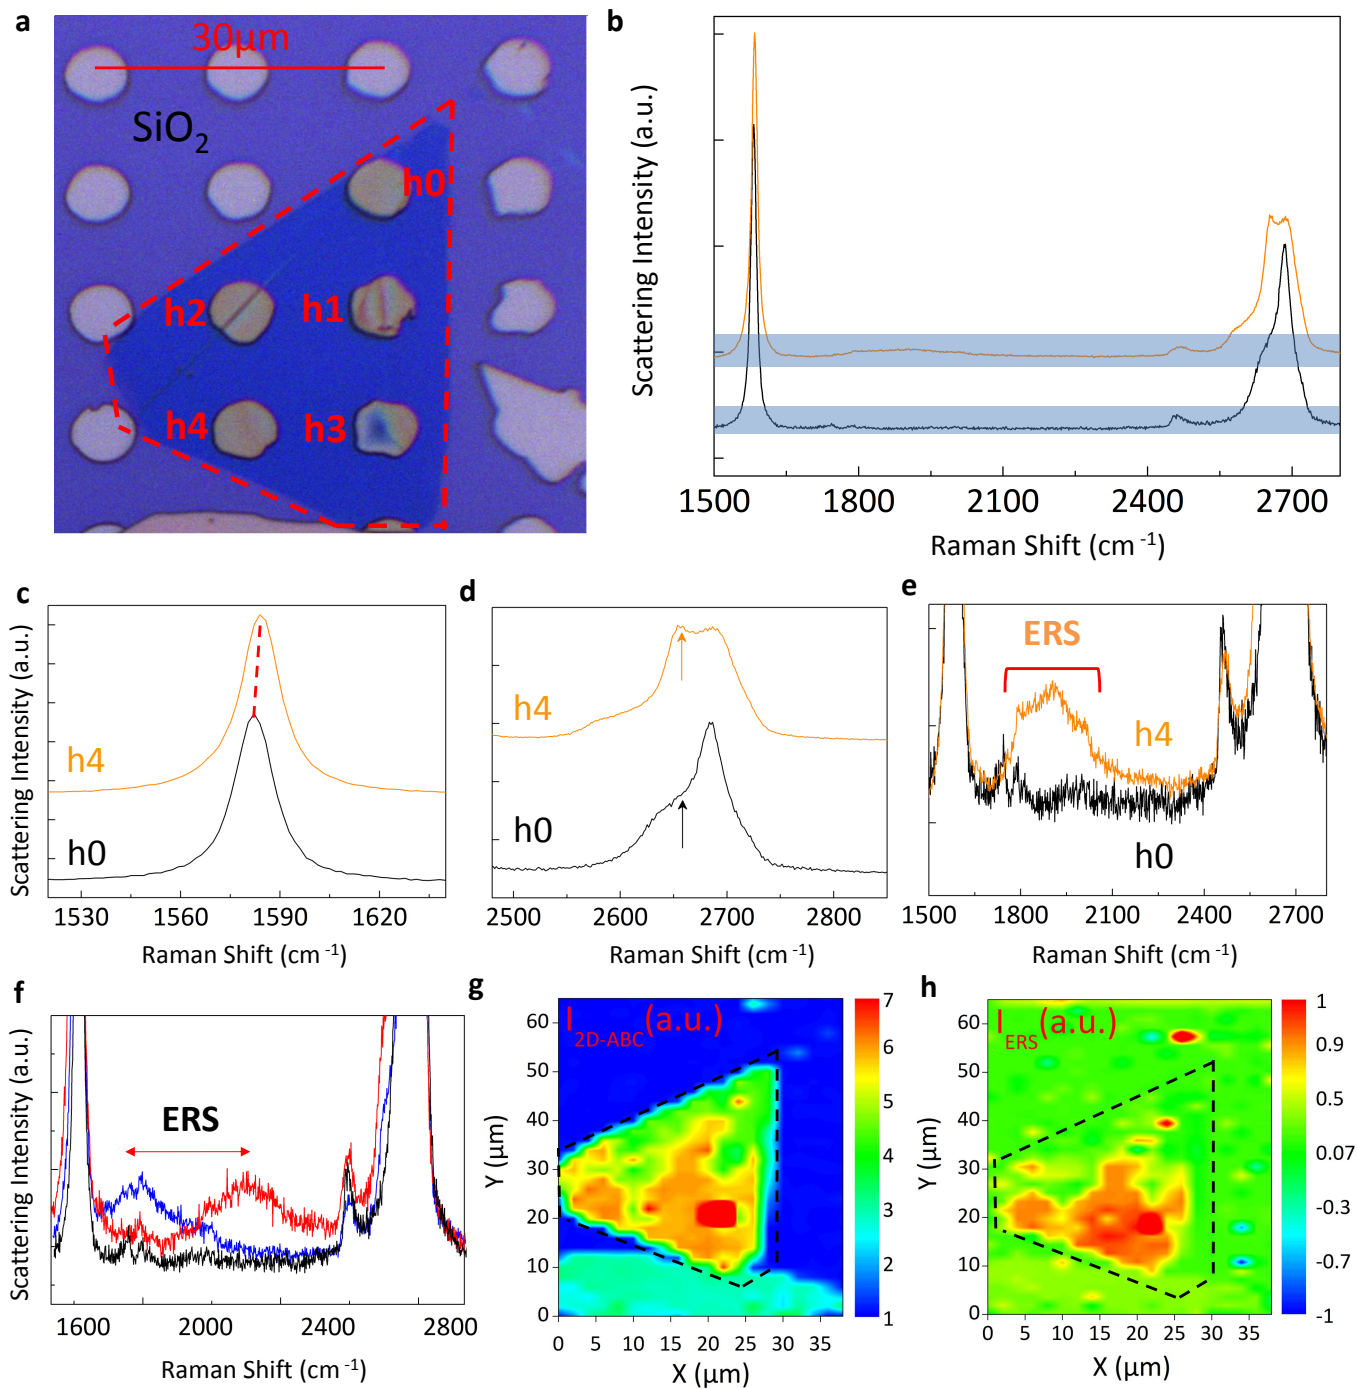 a
30μm
SiO2
h0
h2
h1
h4
h3
b
Scattering Intensity (a.u.)
1500 1800 2100 2400 2700
Raman Shift (cm -1)
c
Scattering Intensity (a.u.)
h4
h0
1530 1560 1590 1620
Raman Shift (cm -1)
d
h4
h0
2500 2600 2700 2800
Raman Shift (cm -1)
e
ERS
h4
h0
1500 1800 2100 2400 2700
Raman Shift (cm -1)
f
Scattering Intensity (a.u.)
ERS
1600 2000 2400 2800
Raman Shift (cm -1)
g
I2D-ABC(a.u.)
Y (μm)
60
50
40
30
20
10
0
0 5 10 15 20 25 30 35
X (μm)
7
6
5
4
3
2
1
h
IERS(a.u.)
Y (μm)
60
50
40
30
20
10
0
0 5 10 15 20 25 30 35
X (μm)
1
0.9
0.5
0.07
-0.3
-0.7
-1